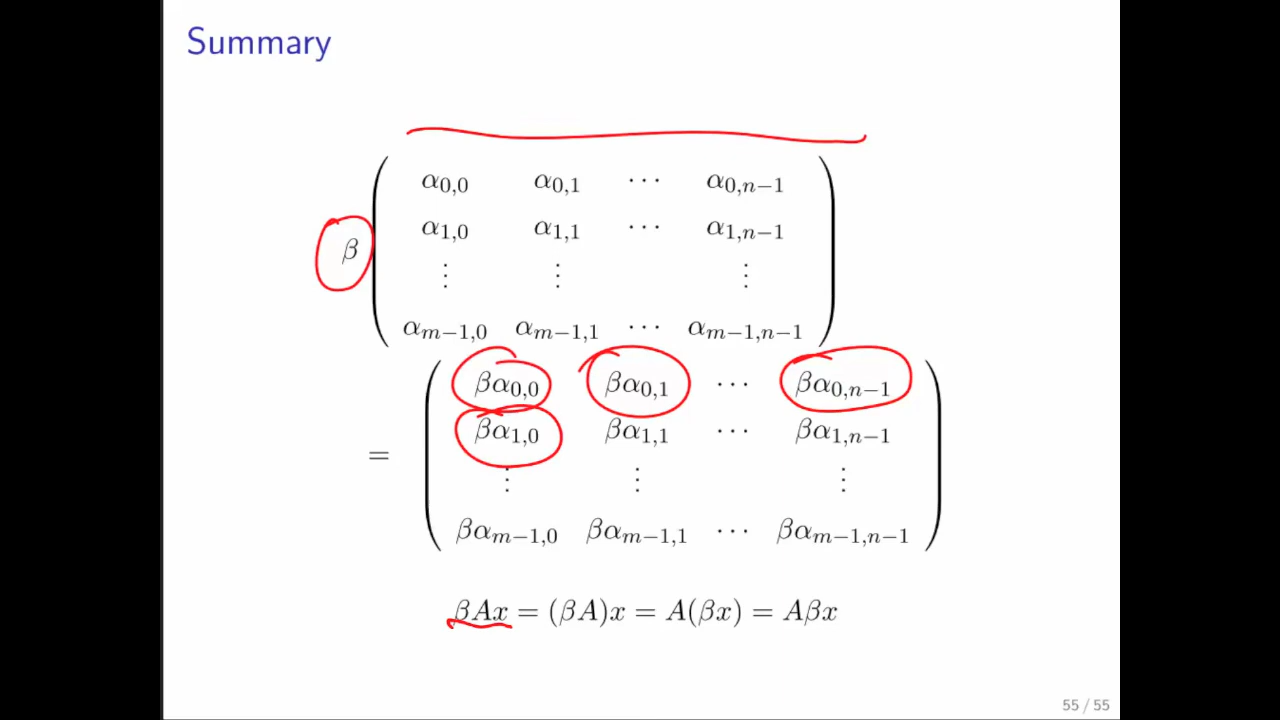 Summary
β
α0,0 α0,1 ⋯ α0,n−1
α1,0 α1,1 ⋯ α1,n−1
⋮ ⋮ ⋮
αm−1,0 αm−1,1 ⋯ αm−1,n−1
βα0,0 βα0,1 ⋯ βα0,n−1
βα1,0 βα1,1 ⋯ βα1,n−1
=
⋮ ⋮ ⋮
βαm−1,0 βαm−1,1 ⋯ βαm−1,n−1
βAx = (βA)x = A(βx) = Aβx
55 / 55